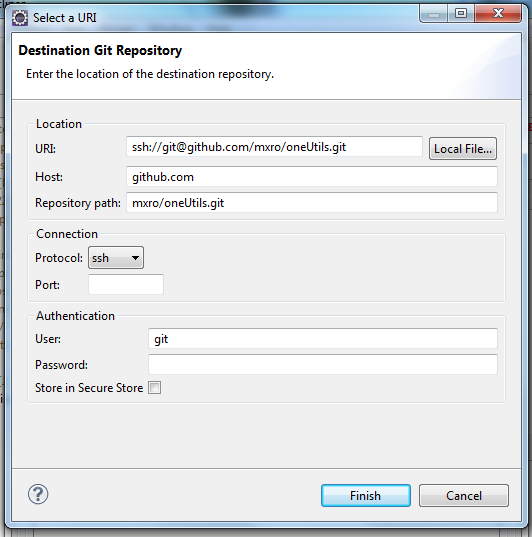 Select a URI
Destination Git Repository
Enter the location of the destination repository.
Location
URI: ssh://git@github.com/mxro/oneUtils.git Local File...
Host: github.com
Repository path: mxro/oneUtils.git
Connection
Protocol: ssh
Port:
Authentication
User: git
Password:
Store in Secure Store
Finish Cancel